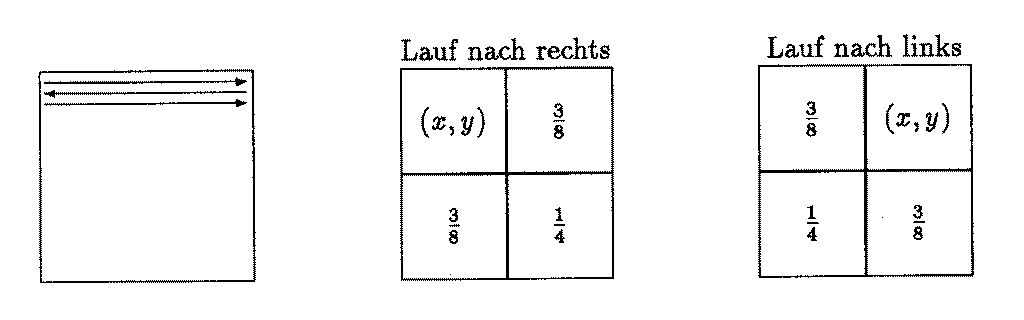 Lauf nach rechts
(x, y) 3/8
3/8 1/4
Lauf nach links
3/8 (x, y)
1/4 3/8